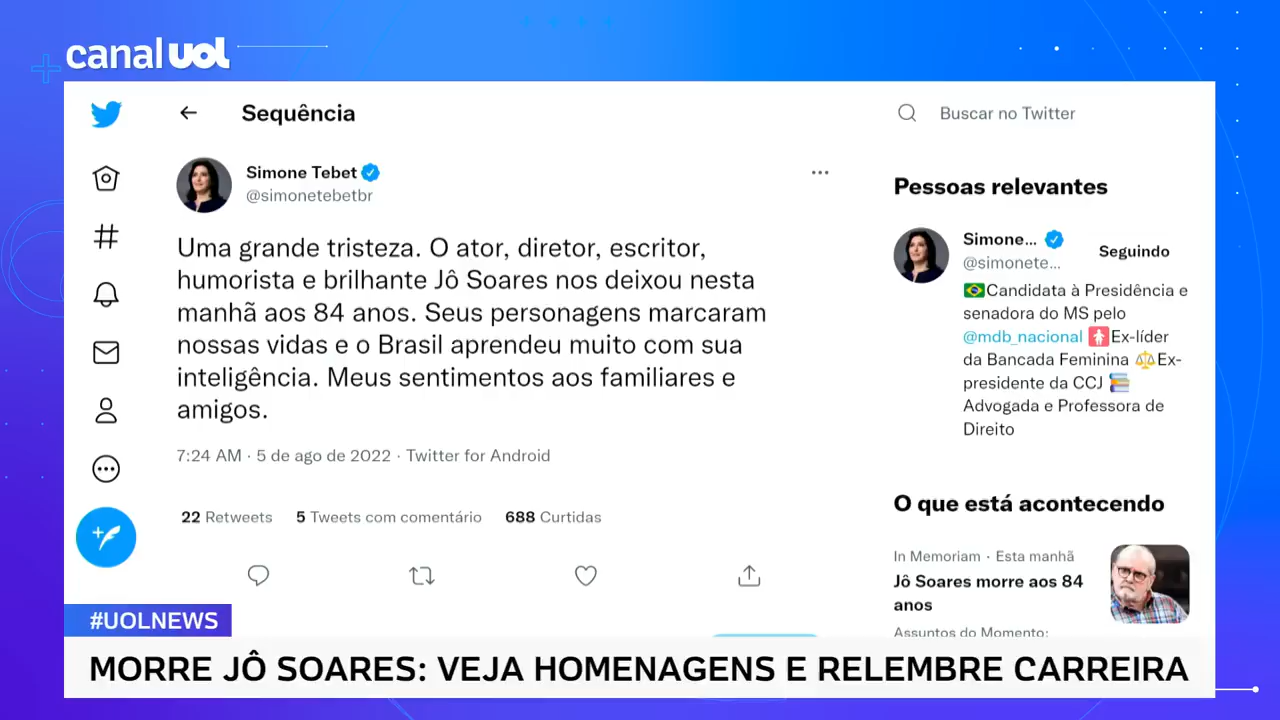 canal uol
Sequência
Buscar no Twitter
Simone Tebet
@simonetebetbr
Uma grande tristeza. O ator, diretor, escritor,
humorista e brilhante Jô Soares nos deixou nesta
manhã aos 84 anos. Seus personagens marcaram
nossas vidas e o Brasil aprendeu muito com sua
inteligência. Meus sentimentos aos familiares e
amigos.
7:24 AM · 5 de ago de 2022 · Twitter for Android
22 Retweets 5 Tweets com comentário 688 Curtidas
Pessoas relevantes
Simone...
@simonete...
Seguindo
Candidata à Presidência e
senadora do MS pelo
@mdb_nacional Ex-líder
da Bancada Feminina Ex-
presidente da CCJ
Advogada e Professora de
Direito
O que está acontecendo
In Memoriam · Esta manhã
Jô Soares morre aos 84
anos
Assuntos do Momento:
#UOLNEWS
MORRE JÔ SOARES: VEJA HOMENAGENS E RELEMBRE CARREIRA